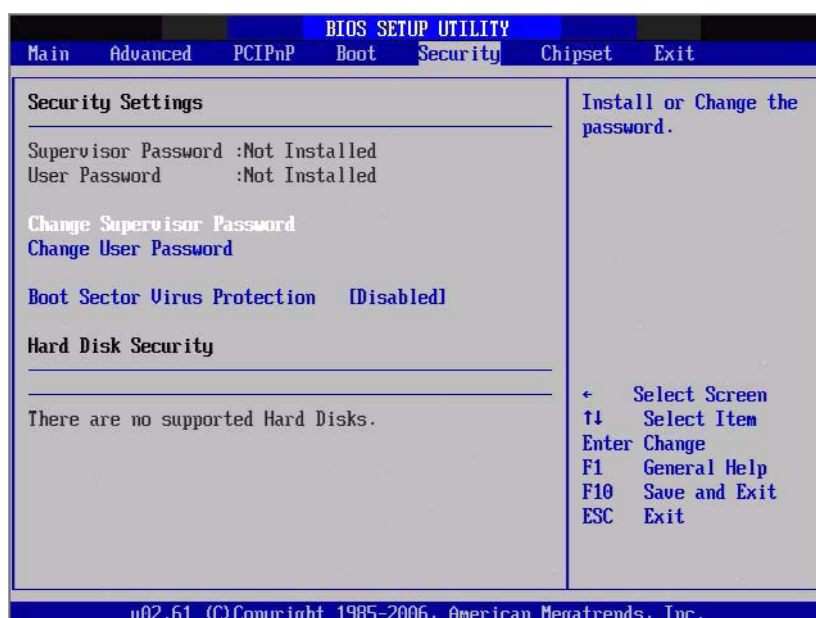 BIOS SETUP UTILITY
Main Advanced PCIPnP Boot Security Chipset Exit
Security Settings
Supervisor Password :Not Installed
User Password :Not Installed
Change Supervisor Password
Change User Password
Boot Sector Virus Protection [Disabled]
Hard Disk Security
There are no supported Hard Disks.
Install or Change the
password.
← Select Screen
↑↓ Select Item
Enter Change
F1 General Help
F10 Save and Exit
ESC Exit
v02.61 (C)Copyright 1985-2006, American Megatrends, Inc.